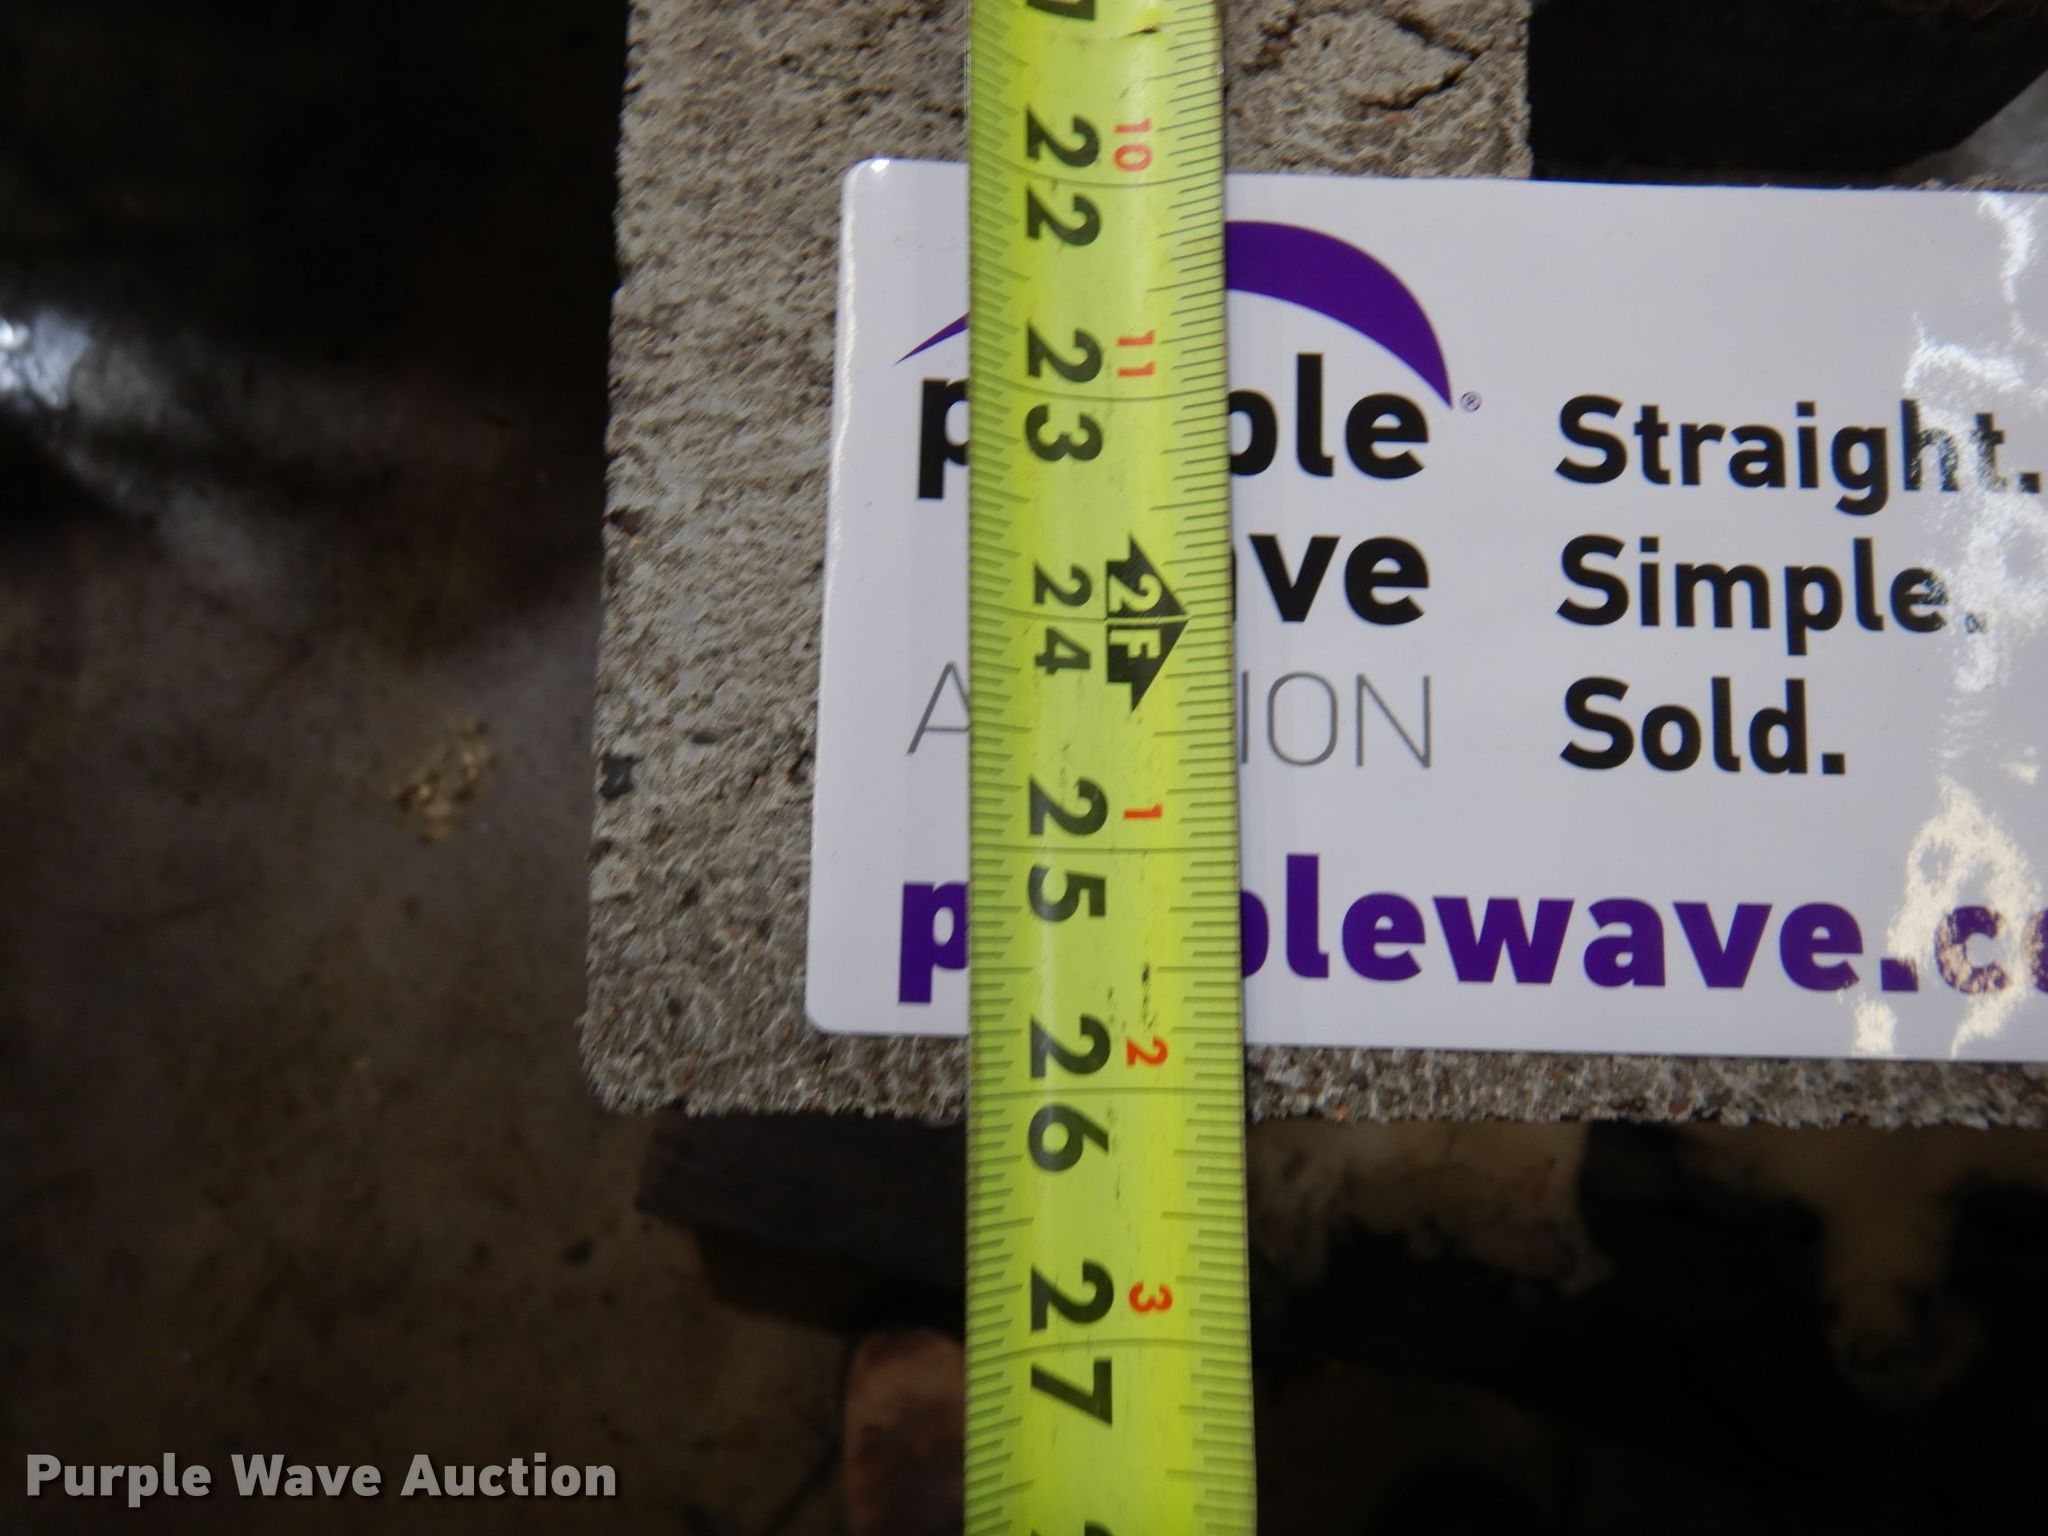 22 10 22
23 11 23
24 2F 24
25 1 25
26 2 26
27 3 27
®
AUCTION
Straight.
Simple.
Sold.
Purple Wave Auction